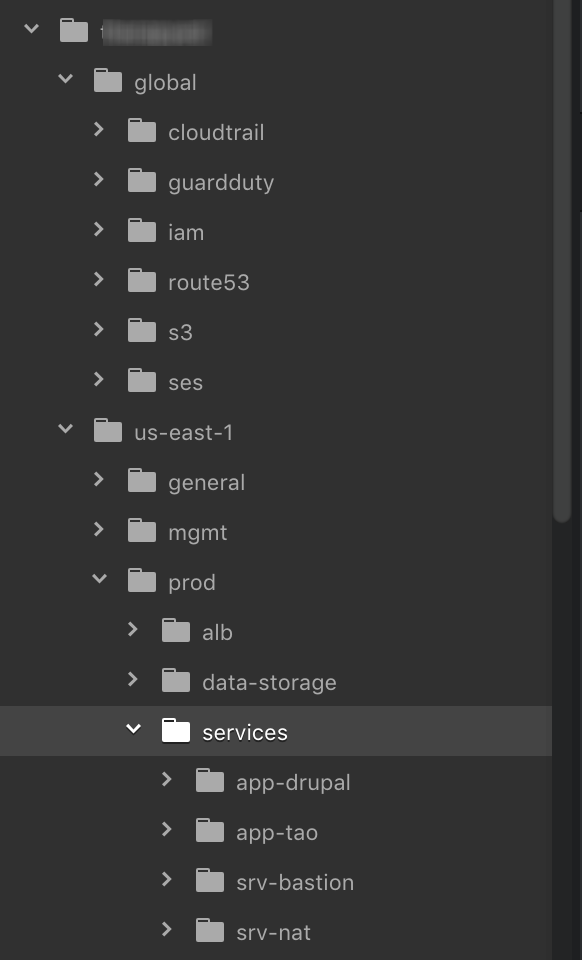 global
cloudtrail
guardduty
iam
route53
s3
ses
us-east-1
general
mgmt
prod
alb
data-storage
services
app-drupal
app-tao
srv-bastion
srv-nat